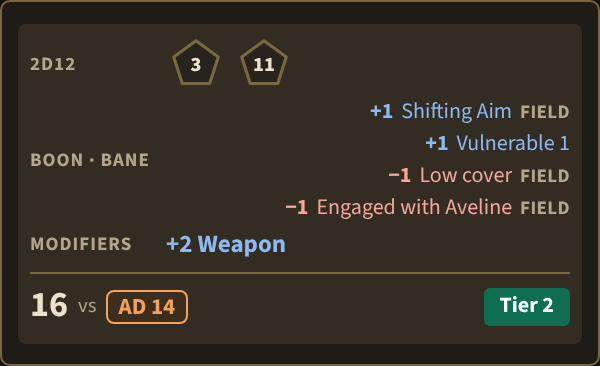 2D12 3 11
+1 Shifting Aim FIELD
+1 Vulnerable 1
BOON · BANE
−1 Low cover FIELD
−1 Engaged with Aveline FIELD
MODIFIERS +2 Weapon
16 vs AD 14 Tier 2